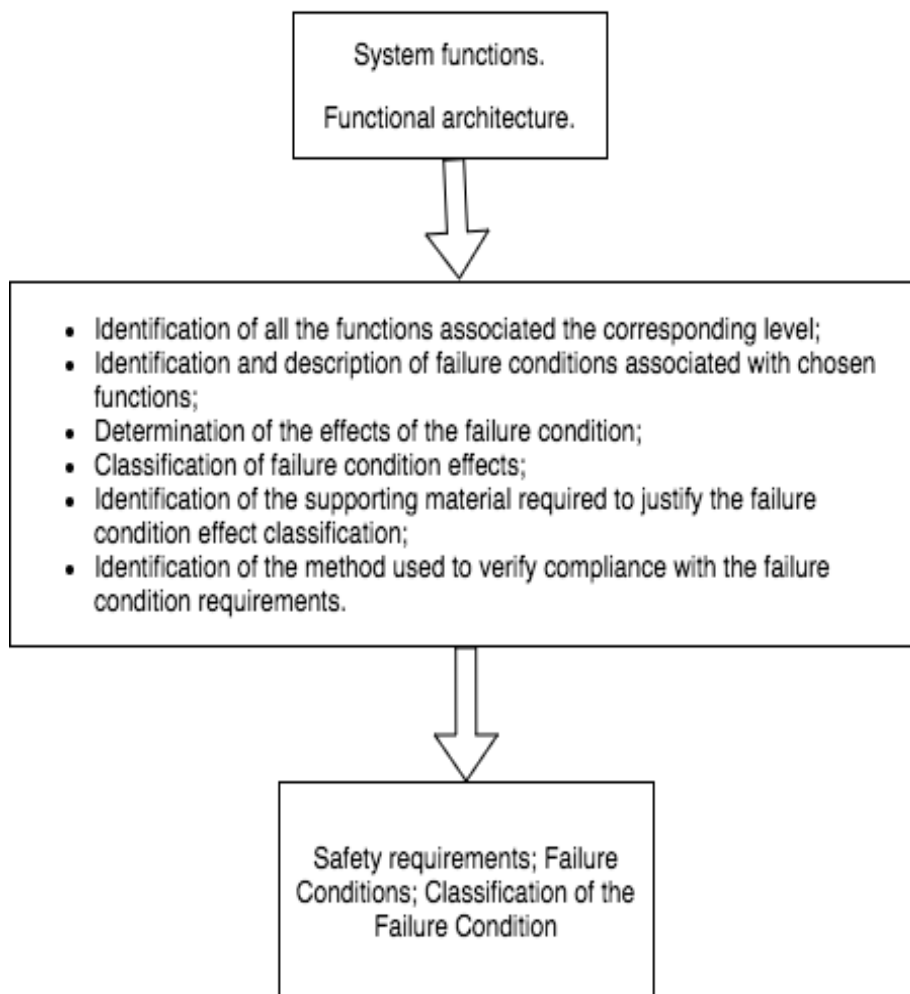 System functions.
Functional architecture.
• Identification of all the functions associated the corresponding level;
• Identification and description of failure conditions associated with chosen
functions;
• Determination of the effects of the failure condition;
• Classification of failure condition effects;
• Identification of the supporting material required to justify the failure
condition effect classification;
• Identification of the method used to verify compliance with the failure
condition requirements.
Safety requirements; Failure
Conditions; Classification of the
Failure Condition